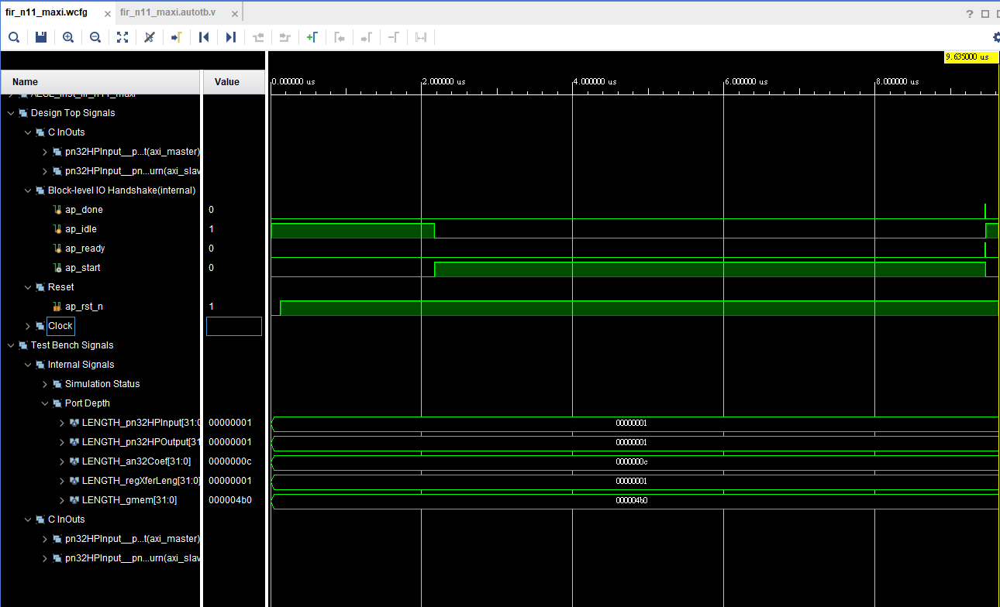 fir_n11_maxi.wcfg × fir_n11_maxi.autotb.v ×
9.635000 us
Name Value 0.000000 us 2.000000 us 4.000000 us 6.000000 us 8.000000 us
Design Top Signals
C InOuts
pn32HPInput__p...t(axi_master)
pn32HPInput__pn...urn(axi_slav
Block-level IO Handshake(internal)
ap_done 0
ap_idle 1
ap_ready 0
ap_start 0
Reset
ap_rst_n 1
Clock
Test Bench Signals
Internal Signals
Simulation Status
Port Depth
LENGTH_pn32HPInput[31:0 00000001 00000001
LENGTH_pn32HPOutput[31 00000001 00000001
LENGTH_an32Coef[31:0] 0000000c 0000000c
LENGTH_regXferLeng[31:0] 00000001 00000001
LENGTH_gmem[31:0] 000004b0 000004b0
C InOuts
pn32HPInput__p...t(axi_master)
pn32HPInput__pn...urn(axi_slav